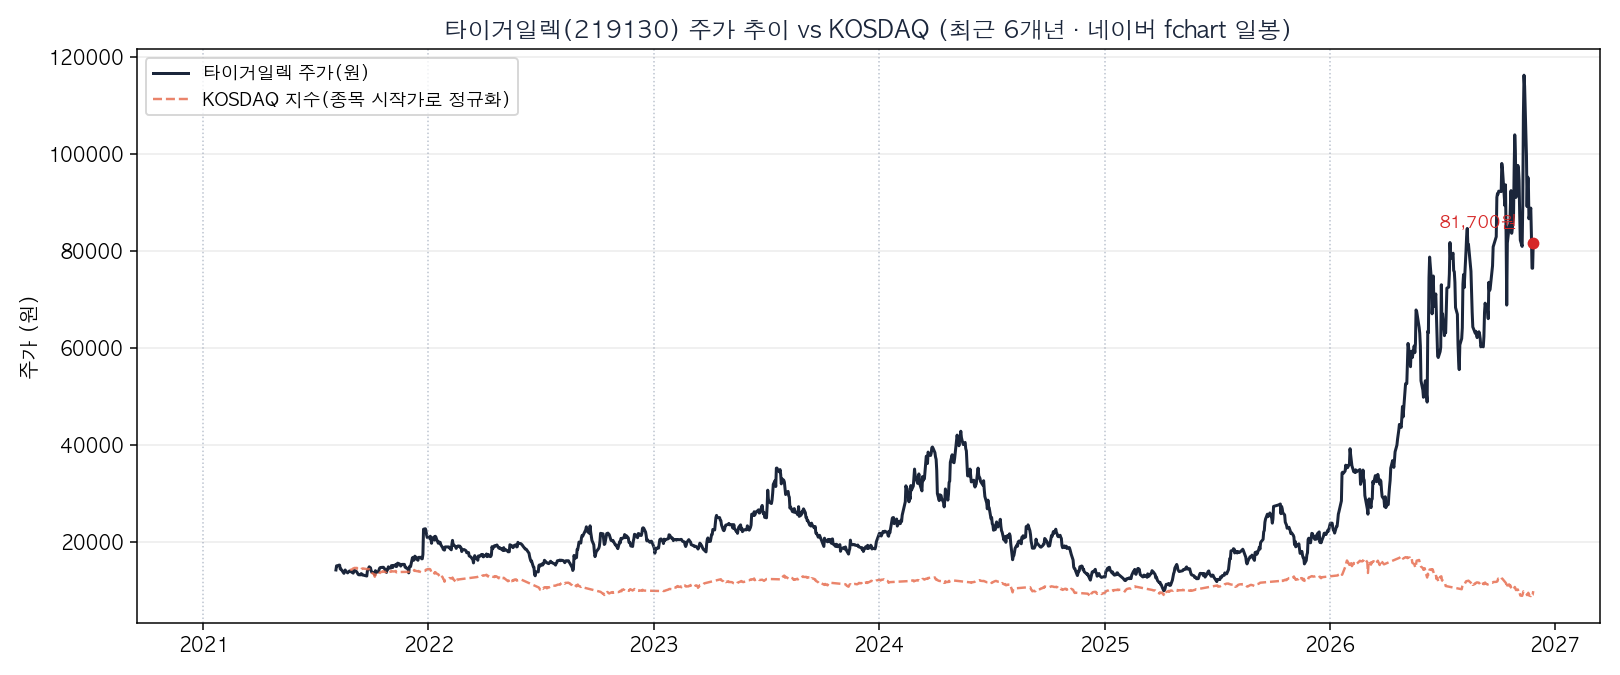 타이거일렉(219130) 주가 추이 vs KOSDAQ (최근 6개년 · 네이버 fchart 일봉)
타이거일렉 주가(원)
KOSDAQ 지수(종목 시작가로 정규화)
주가 (원)
120000
100000
80000
60000
40000
20000
81,700원
2021
2022
2023
2024
2025
2026
2027